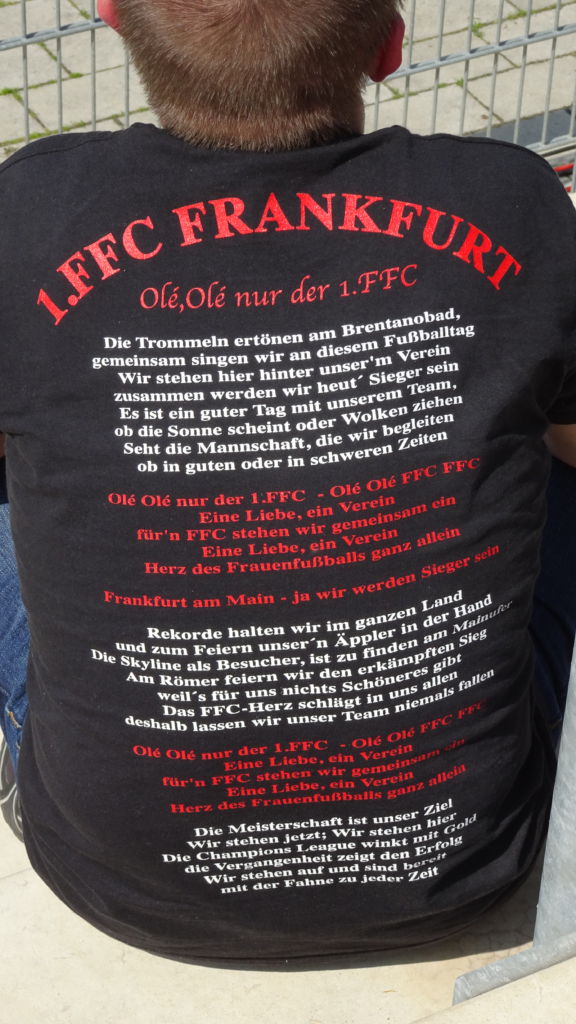 1.FFC FRANKFURT
Olé,Olé nur der 1.FFC
Die Trommeln ertönen am Brentanobad,
gemeinsam singen wir an diesem Fußballtag
Wir stehen hier hinter unser'm Verein
zusammen werden wir heut´ Sieger sein
Es ist ein guter Tag mit unserem Team,
ob die Sonne scheint oder Wolken ziehen
Seht die Mannschaft, die wir begleiten
ob in guten oder in schweren Zeiten
Olé Olé nur der 1.FFC - Olé Olé FFC FFC
Eine Liebe, ein Verein
für'n FFC stehen wir gemeinsam ein
Eine Liebe, ein Verein
Herz des Frauenfußballs ganz allein
Frankfurt am Main - ja wir werden Sieger sein
Rekorde halten wir im ganzen Land
und zum Feiern unser´n Äppler in der Hand
Die Skyline als Besucher, ist zu finden am Mainufer
Am Römer feiern wir den erkämpften Sieg
weil´s für uns nichts Schöneres gibt
Das FFC-Herz schlägt in uns allen
deshalb lassen wir unser Team niemals fallen
Olé Olé nur der 1.FFC - Olé Olé FFC FFC
Eine Liebe, ein Verein
für'n FFC stehen wir gemeinsam ein
Eine Liebe, ein Verein
Herz des Frauenfußballs ganz allein
Die Meisterschaft ist unser Ziel
Wir stehen jetzt; Wir stehen hier
Die Champions League winkt mit Gold
die Vergangenheit zeigt den Erfolg
Wir stehen auf und sind bereit
mit der Fahne zu jeder Zeit